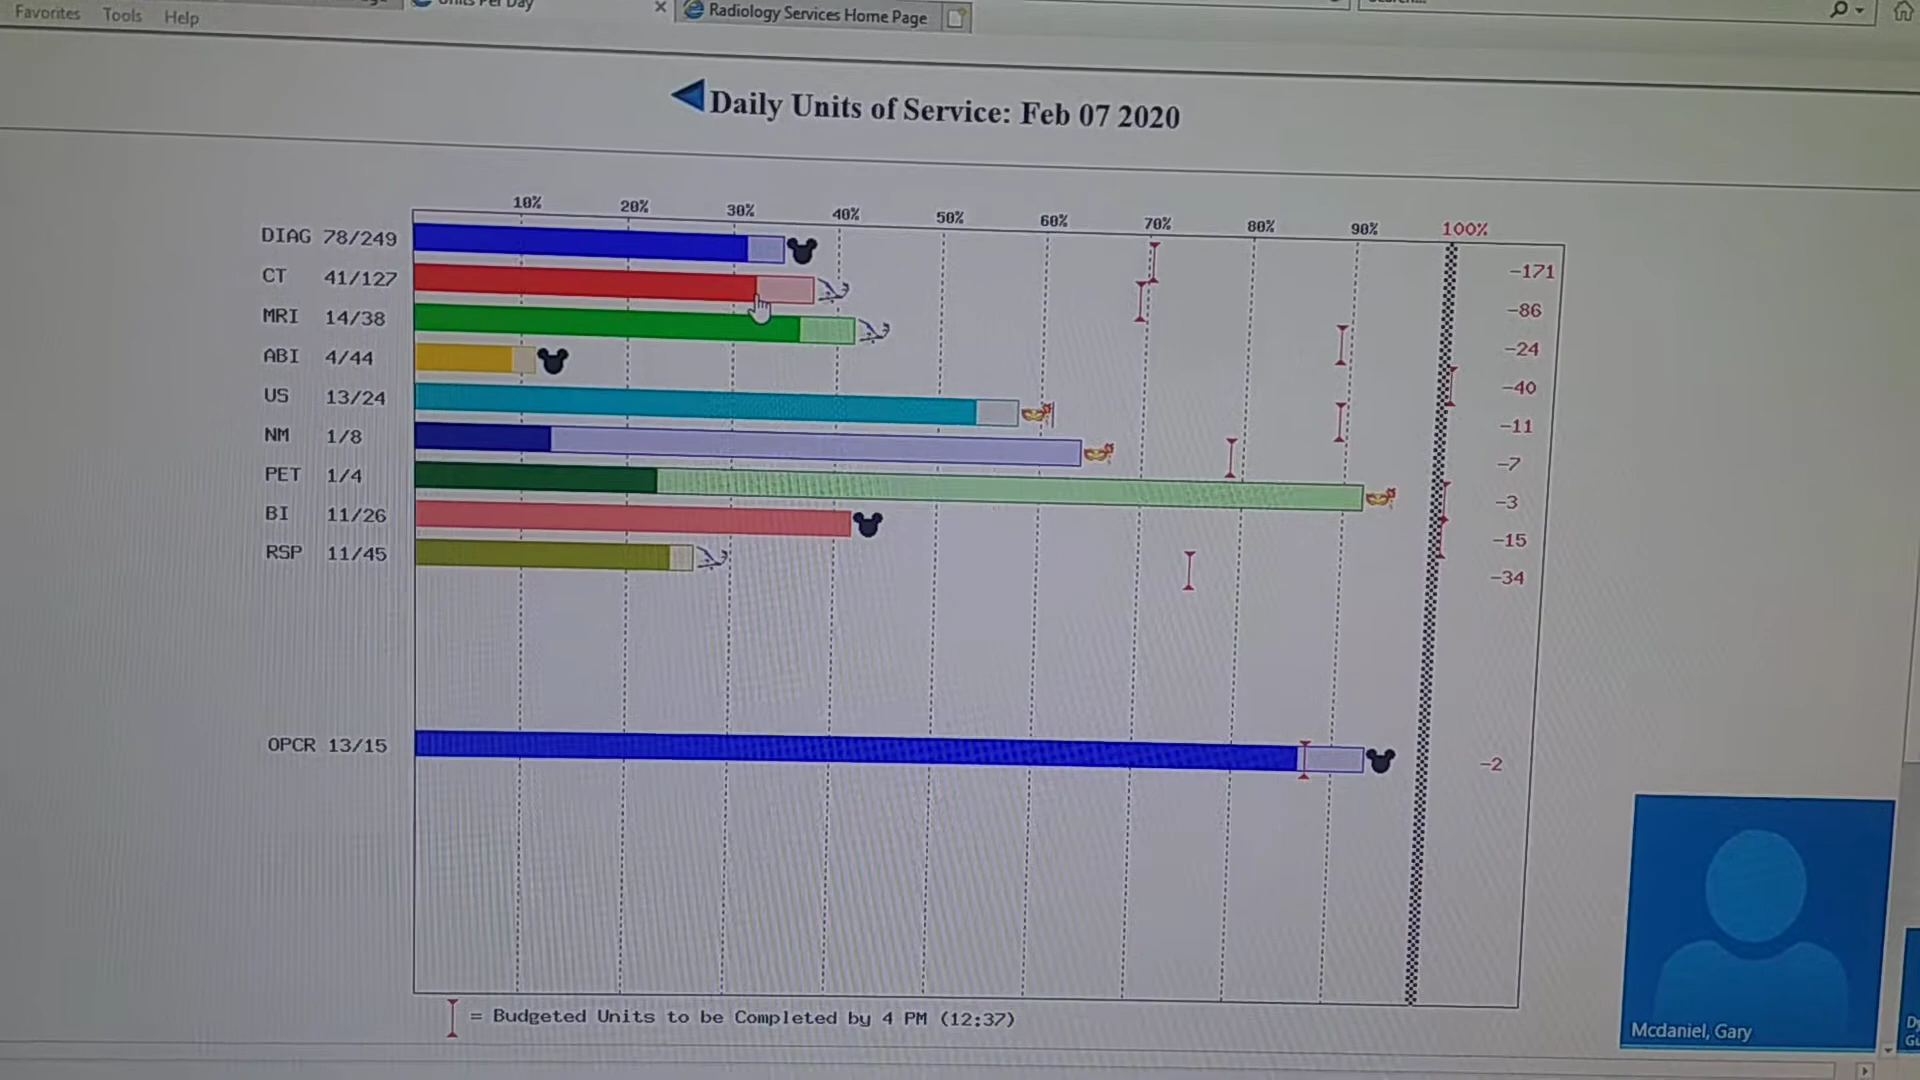 Favorites Tools Help
Units Per Day
Radiology Services Home Page
Daily Units of Service: Feb 07 2020
10% 20% 30% 40% 50% 60% 70% 80% 90% 100%
DIAG 78/249 -171
CT 41/127 -86
MRI 14/38 -24
ABI 4/44 -40
US 13/24 -11
NM 1/8 -7
PET 1/4 -3
BI 11/26 -15
RSP 11/45 -34
OPCR 13/15 -2
= Budgeted Units to be Completed by 4 PM (12:37)
Mcdaniel, Gary